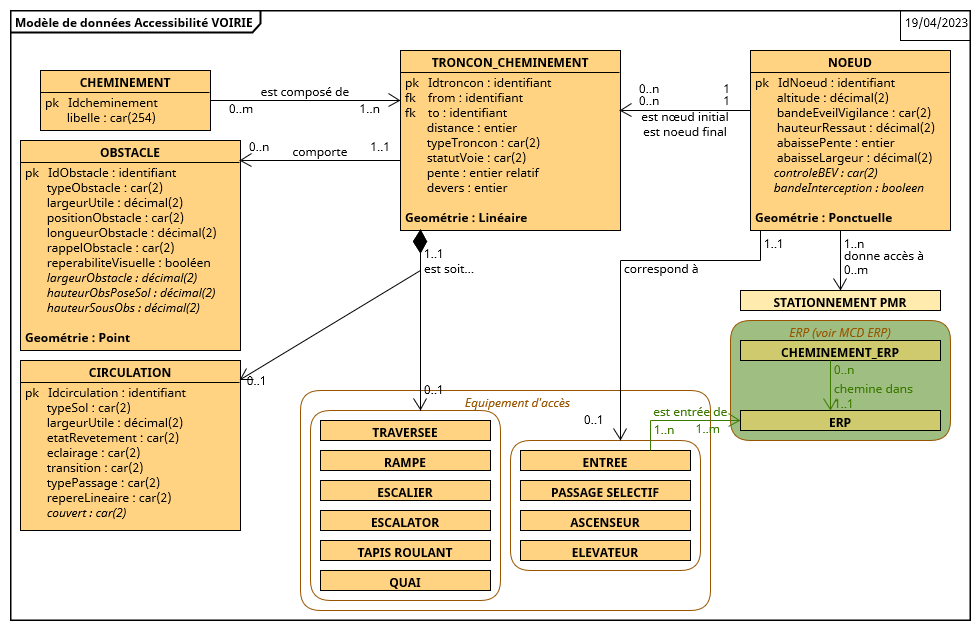 Modèle de données Accessibilité VOIRIE
19/04/2023
CHEMINEMENT
pk Idcheminement
libelle : car(254)
est composé de
0..m
1..n
TRONCON_CHEMINEMENT
pk Idtroncon : identifiant
fk from : identifiant
fk to : identifiant
distance : entier
typeTroncon : car(2)
statutVoie : car(2)
pente : entier relatif
devers : entier
Geométrie : Linéaire
0..n 1
0..n 1
est nœud initial
est noeud final
NOEUD
pk IdNoeud : identifiant
altitude : décimal(2)
bandeEveilVigilance : car(2)
hauteurRessaut : décimal(2)
abaissePente : entier
abaisseLargeur : décimal(2)
controleBEV : car(2)
bandeInterception : booleen
Geométrie : Ponctuelle
OBSTACLE
pk IdObstacle : identifiant
typeObstacle : car(2)
largeurUtile : décimal(2)
positionObstacle : car(2)
longueurObstacle : décimal(2)
rappelObstacle : car(2)
reperabiliteVisuelle : booléen
largeurObstacle : décimal(2)
hauteurObsPoseSol : décimal(2)
hauteurSousObs : décimal(2)
Geométrie : Point
0..n
comporte
1..1
1..1
est soit...
0..1
0..1
CIRCULATION
pk Idcirculation : identifiant
typeSol : car(2)
largeurUtile : décimal(2)
etatRevetement : car(2)
eclairage : car(2)
transition : car(2)
typePassage : car(2)
repereLineaire : car(2)
couvert : car(2)
1..1
correspond à
0..1
1..n
donne accès à
0..m
STATIONNEMENT PMR
ERP (voir MCD ERP)
CHEMINEMENT_ERP
0..n
chemine dans
1..1
ERP
est entrée de
1..n
1..m
Equipement d'accès
TRAVERSEE
RAMPE
ESCALIER
ESCALATOR
TAPIS ROULANT
QUAI
ENTREE
PASSAGE SELECTIF
ASCENSEUR
ELEVATEUR